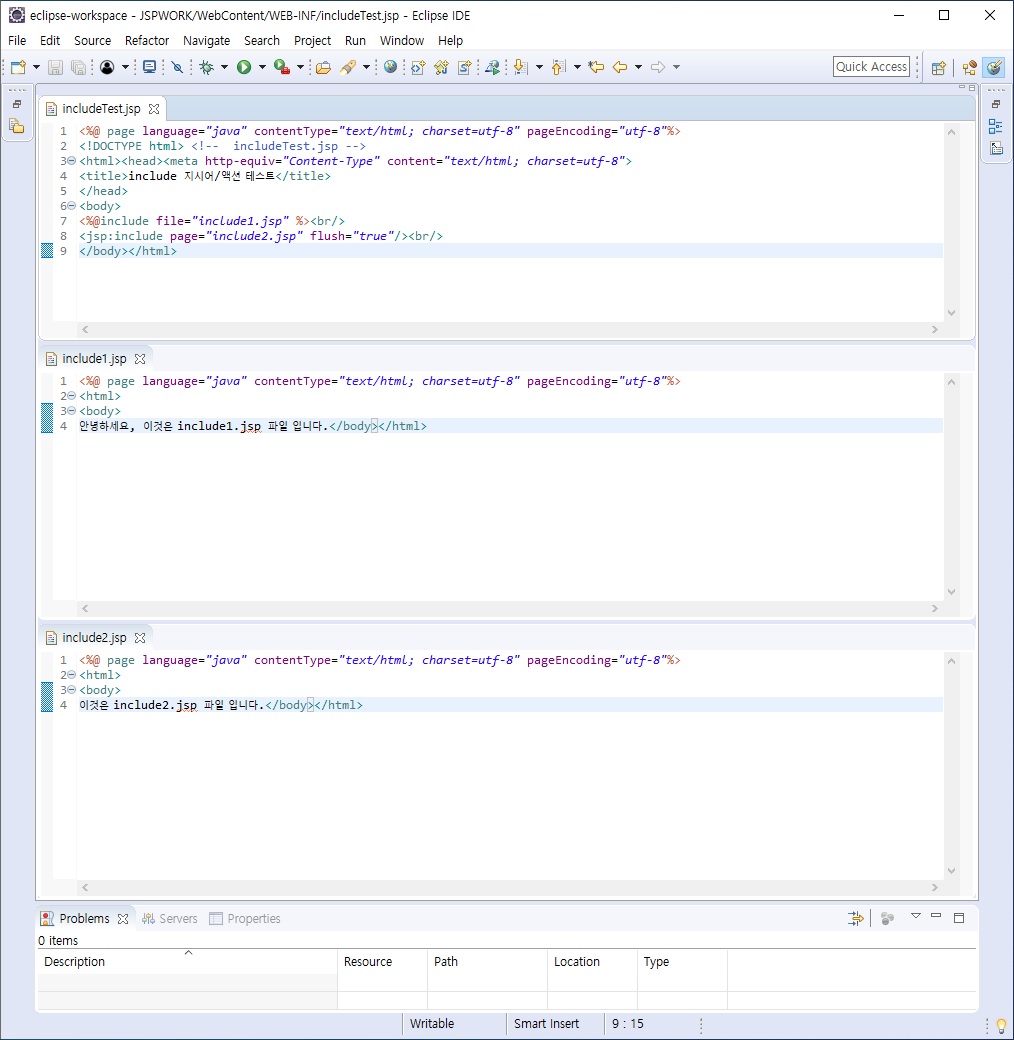 eclipse-workspace - JSPWORK/WebContent/WEB-INF/includeTest.jsp - Eclipse IDE
File Edit Source Refactor Navigate Search Project Run Window Help
Quick Access
includeTest.jsp
1 <%@ page language="java" contentType="text/html; charset=utf-8" pageEncoding="utf-8"%>
2 <!DOCTYPE html> <!--  includeTest.jsp -->
3 <html><head><meta http-equiv="Content-Type" content="text/html; charset=utf-8">
4 <title>include 지시어/액션 테스트</title>
5 </head>
6 <body>
7 <%@include file="include1.jsp" %><br/>
8 <jsp:include page="include2.jsp" flush="true"/><br/>
9 </body></html>
include1.jsp
1 <%@ page language="java" contentType="text/html; charset=utf-8" pageEncoding="utf-8"%>
2 <html>
3 <body>
4 안녕하세요, 이것은 include1.jsp 파일 입니다.</body></html>
include2.jsp
1 <%@ page language="java" contentType="text/html; charset=utf-8" pageEncoding="utf-8"%>
2 <html>
3 <body>
4 이것은 include2.jsp 파일 입니다.</body></html>
Problems Servers Properties
0 items
Description Resource Path Location Type
Writable Smart Insert 9 : 15